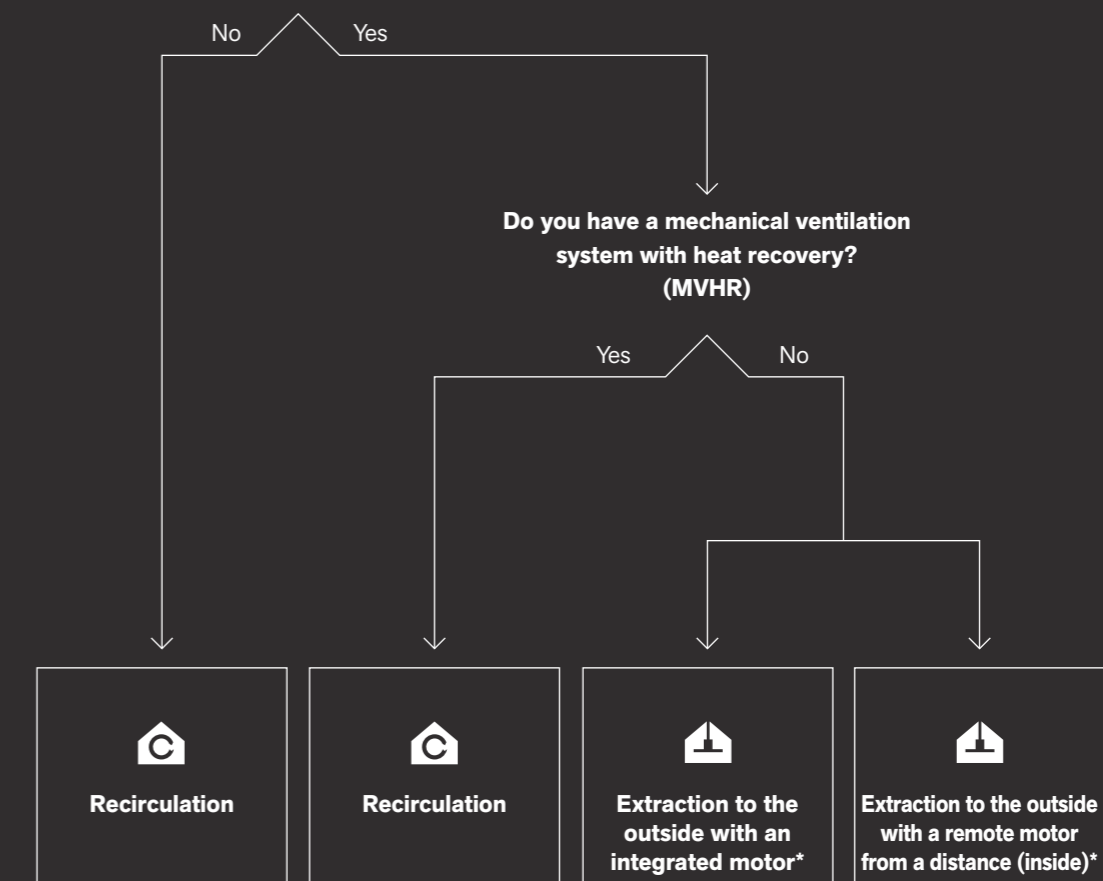 No
Yes
Do you have a mechanical ventilation
system with heat recovery?
(MVHR)
Yes
No
Recirculation
Recirculation
Extraction to the
outside with an
integrated motor*
Extraction to the outside
with a remote motor
from a distance (inside)*